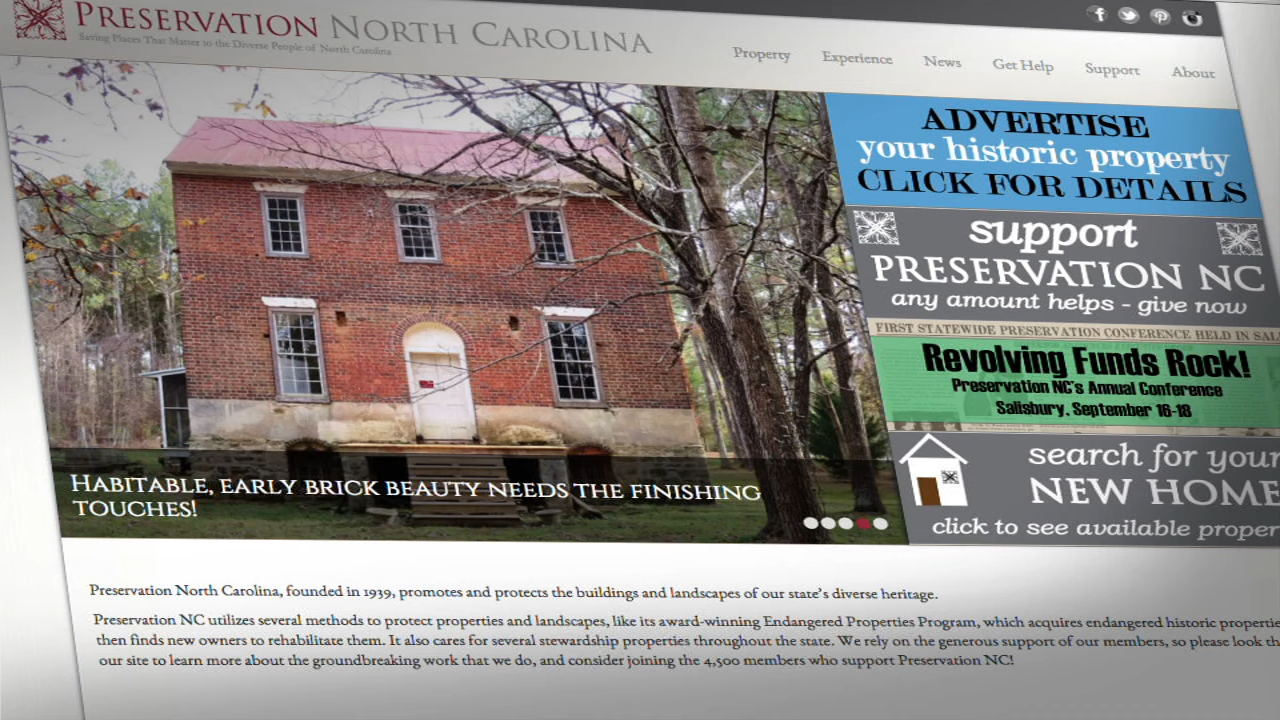 PRESERVATION NORTH CAROLINA
Saving Places That Matter to the Diverse People of North Carolina
Property Experience News Get Help Support About
ADVERTISE
your historic property
CLICK FOR DETAILS
support
PRESERVATION NC
any amount helps - give now
FIRST STATEWIDE PRESERVATION CONFERENCE HELD IN
Revolving Funds Rock!
Preservation NC's Annual Conference
Salisbury, September 16-18
search for your
NEW HOME
click to see available
HABITABLE, EARLY BRICK BEAUTY NEEDS THE FINISHING
TOUCHES!
Preservation North Carolina, founded in 1939, promotes and protects the buildings and landscapes of our state's diverse heritage.
Preservation NC utilizes several methods to protect properties and landscapes, like its award-winning Endangered Properties Program, which acquires endangered historic
then finds new owners to rehabilitate them. It also cares for several stewardship properties throughout the state. We rely on the generous support of our members, so please look
our site to learn more about the groundbreaking work that we do, and consider joining the 4,500 members who support Preservation NC!